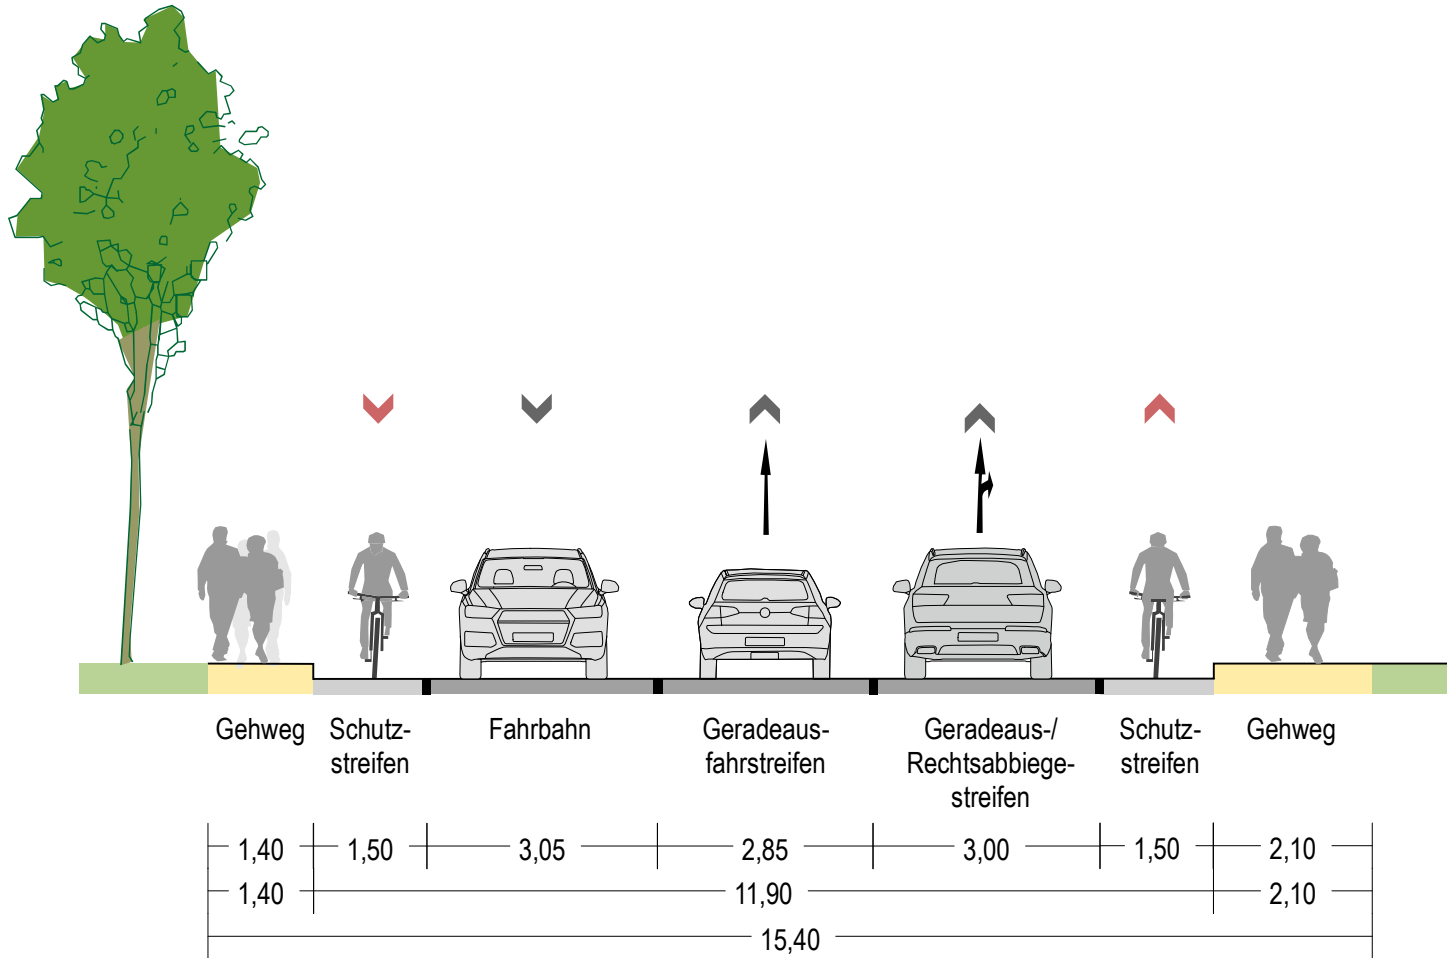 Gehweg
Schutz-
streifen
Fahrbahn
Geradeaus-
fahrstreifen
Geradeaus-/
Rechtsabbiege-
streifen
Schutz-
streifen
Gehweg
1,40 1,50 3,05 2,85 3,00 1,50 2,10
1,40 11,90 2,10
15,40